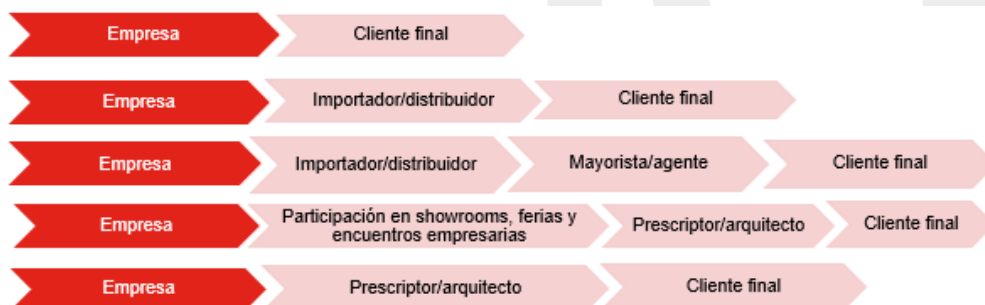 Empresa Cliente final
Empresa Importador/distribuidor Cliente final
Empresa Importador/distribuidor Mayorista/agente Cliente final
Empresa Participación en showrooms, ferias y
encuentros empresarias Prescriptor/arquitecto Cliente final
Empresa Prescriptor/arquitecto Cliente final